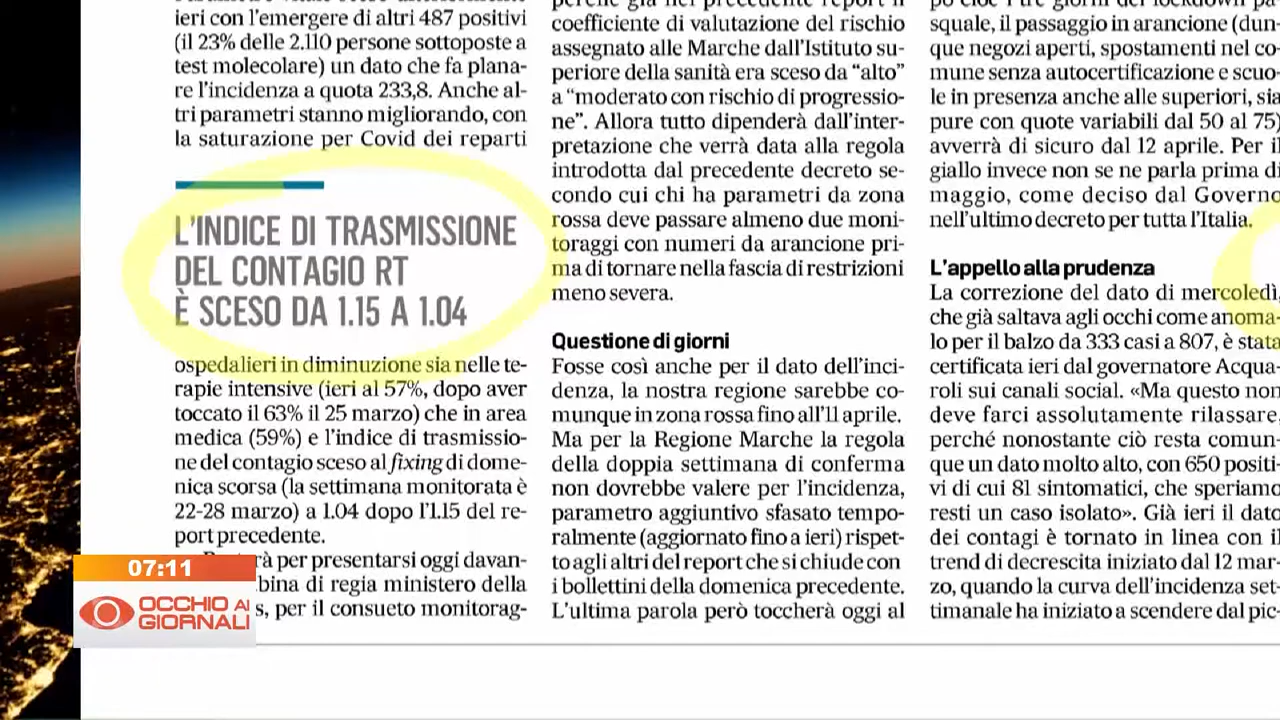 ieri con l'emergere di altri 487 positivi
(il 23% delle 2.110 persone sottoposte a
test molecolare) un dato che fa plana-
re l'incidenza a quota 233,8. Anche al-
tri parametri stanno migliorando, con
la saturazione per Covid dei reparti
L'INDICE DI TRASMISSIONE
DEL CONTAGIO RT
È SCESO DA 1.15 A 1.04
ospedalieri in diminuzione sia nelle te-
rapie intensive (ieri al 57%, dopo aver
toccato il 63% il 25 marzo) che in area
medica (59%) e l'indice di trasmissio-
ne del contagio sceso al fixing di dome-
nica scorsa (la settimana monitorata è
22-28 marzo) a 1.04 dopo l'1.15 del re-
port precedente.
per presentarsi oggi davan-
di regia ministero della
per il consueto monitorag-
coefficiente di valutazione del rischio
assegnato alle Marche dall'Istituto su-
periore della sanità era sceso da “alto”
a “moderato con rischio di progressio-
ne”. Allora tutto dipenderà dall'inter-
pretazione che verrà data alla regola
introdotta dal precedente decreto se-
condo cui chi ha parametri da zona
rossa deve passare almeno due moni-
toraggi con numeri da arancione pri-
ma di tornare nella fascia di restrizioni
meno severa.
Questione di giorni
Fosse così anche per il dato dell'inci-
denza, la nostra regione sarebbe co-
munque in zona rossa fino all'11 aprile.
Ma per la Regione Marche la regola
della doppia settimana di conferma
non dovrebbe valere per l'incidenza,
parametro aggiuntivo sfasato tempo-
ralmente (aggiornato fino a ieri) rispet-
to agli altri del report che si chiude con
i bollettini della domenica precedente.
L'ultima parola però toccherà oggi al
squale, il passaggio in arancione (dun-
que negozi aperti, spostamenti nel co-
mune senza autocertificazione e scuo-
le in presenza anche alle superiori, sia
pure con quote variabili dal 50 al 75)
avverrà di sicuro dal 12 aprile. Per il
giallo invece non se ne parla prima di
maggio, come deciso dal Governo
nell'ultimo decreto per tutta l'Italia.
L'appello alla prudenza
La correzione del dato di mercoledì,
che già saltava agli occhi come anoma-
lo per il balzo da 333 casi a 807, è stata
certificata ieri dal governatore Acqua-
roli sui canali social. «Ma questo non
deve farci assolutamente rilassare,
perché nonostante ciò resta comun-
que un dato molto alto, con 650 positi-
vi di cui 81 sintomatici, che speriamo
resti un caso isolato». Già ieri il dato
dei contagi è tornato in linea con il
trend di decrescita iniziato dal 12 mar-
zo, quando la curva dell'incidenza set-
timanale ha iniziato a scendere dal pic-
07:11
OCCHIO AI
GIORNALI